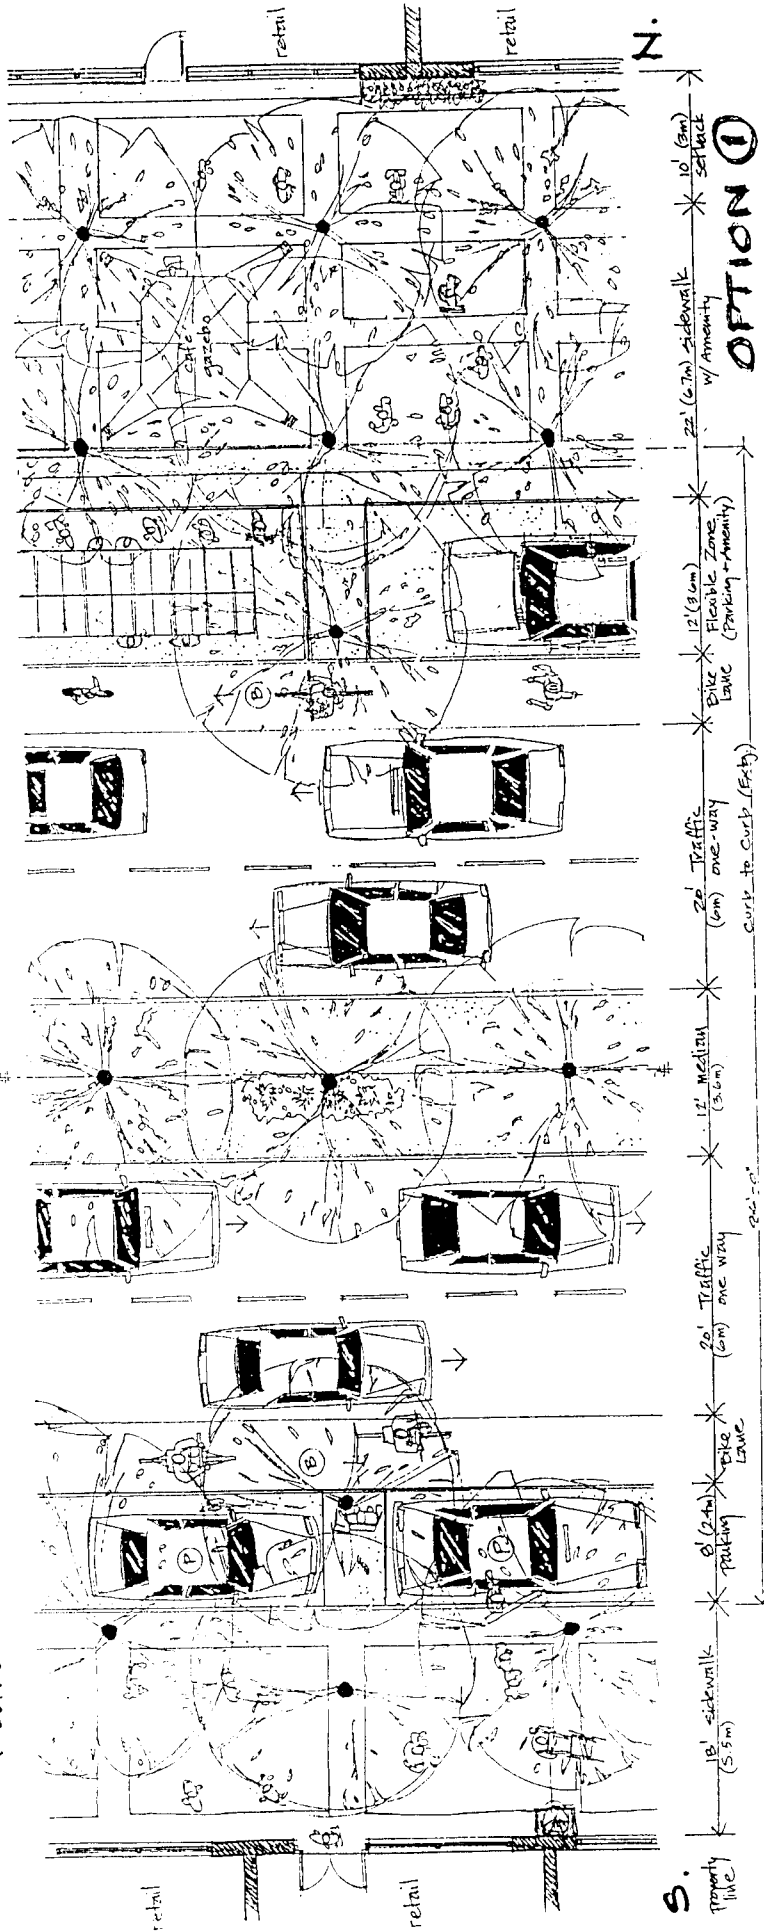 retail
retail
N.
café
gazebo
B
10' (3m)
setback
OPTION 1
22' (6.7m) sidewalk
w/ Amenity
12' (3.6m)
Flexible Zone
(Parking + Amenity)
Bike
Lane
20' Traffic
(6m) one-way
Curb to Curb (Extg.)
12' median
(3.6m)
20' Traffic
(6m) one way
Bike
Lane
B
8' (2.4m)
parking
P
P
18' sidewalk
(5.5m)
retail
retail
S.
Property
line